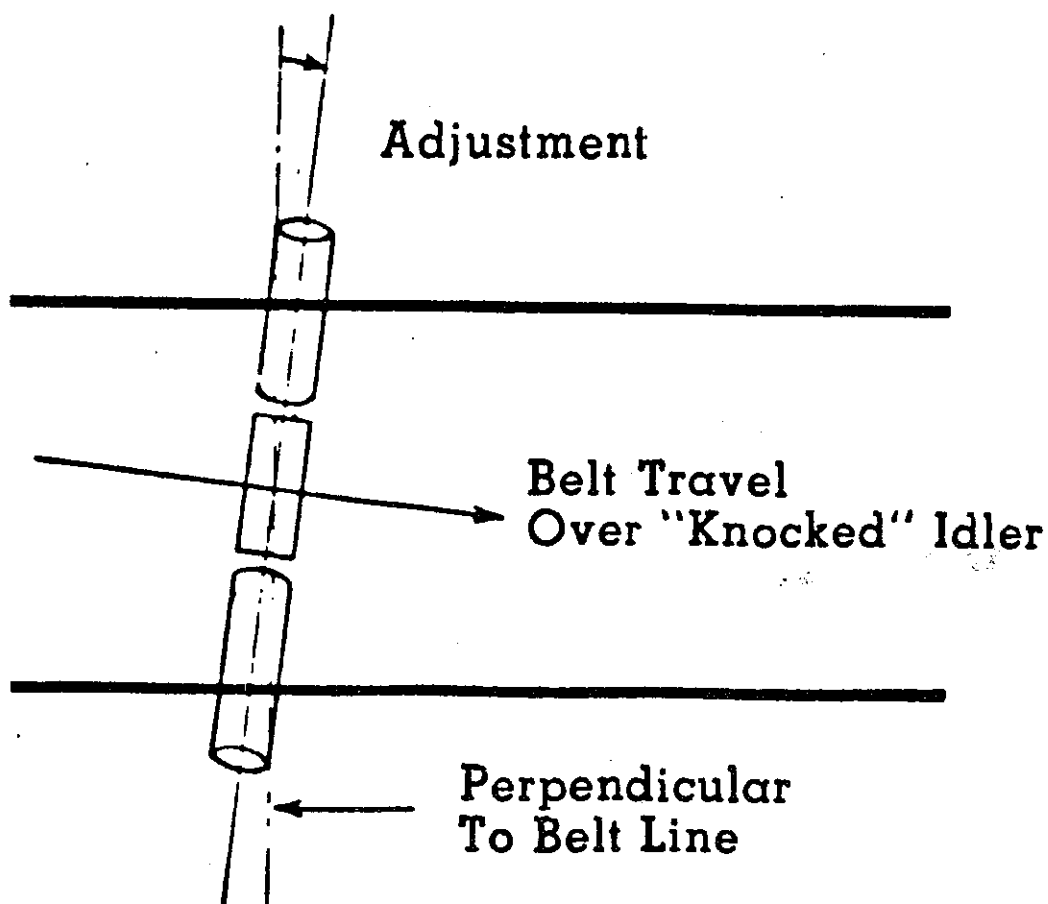 Adjustment
Belt Travel
Over "Knocked" Idler
Perpendicular
To Belt Line